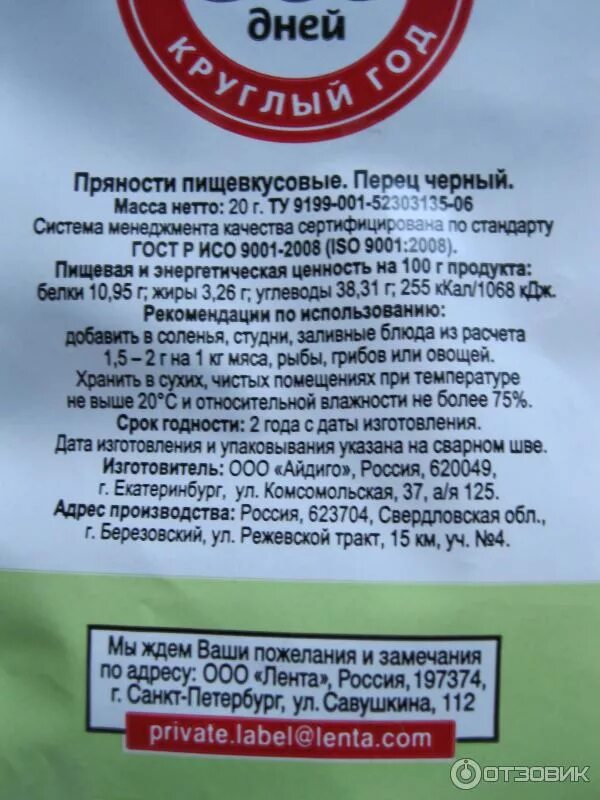 дней
КРУГЛЫЙ ГОД
Пряности пищевкусовые. Перец черный.
Масса нетто: 20 г. ТУ 9199-001-52303135-06
Система менеджмента качества сертифицирована по стандарту
ГОСТ Р ИСО 9001-2008 (ISO 9001:2008).
Пищевая и энергетическая ценность на 100 г продукта:
белки 10,95 г; жиры 3,26 г; углеводы 38,31 г; 255 кКал/1068 кДж.
Рекомендации по использованию:
добавить в соленья, студни, заливные блюда из расчета
1,5 – 2 г на 1 кг мяса, рыбы, грибов или овощей.
Хранить в сухих, чистых помещениях при температуре
не выше 20°С и относительной влажности не более 75%.
Срок годности: 2 года с даты изготовления.
Дата изготовления и упаковывания указана на сварном шве.
Изготовитель: ООО «Айдиго», Россия, 620049,
г. Екатеринбург, ул. Комсомольская, 37, а/я 125.
Адрес производства: Россия, 623704, Свердловская обл.,
г. Березовский, ул. Режевской тракт, 15 км, уч. №4.
Мы ждем Ваши пожелания и замечания
по адресу: ООО «Лента», Россия, 197374,
г. Санкт-Петербург, ул. Савушкина, 112
private.label@lenta.com
ОТЗОВИК